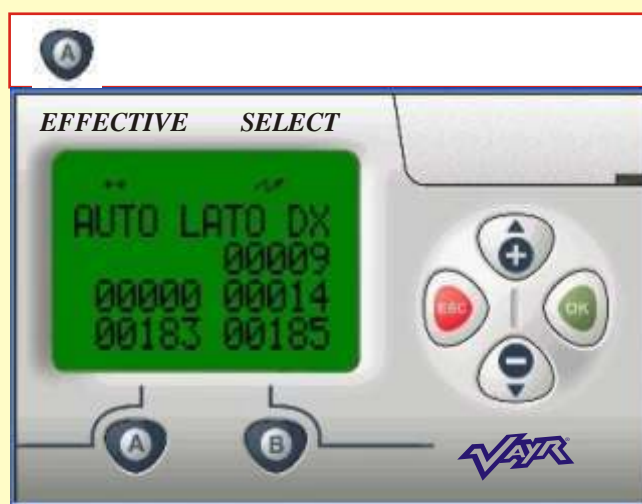 A
EFFECTIVE SELECT
AUTO LATO DX
00009
00000 00014
00183 00185
ESC
OK
A
B
VAYR